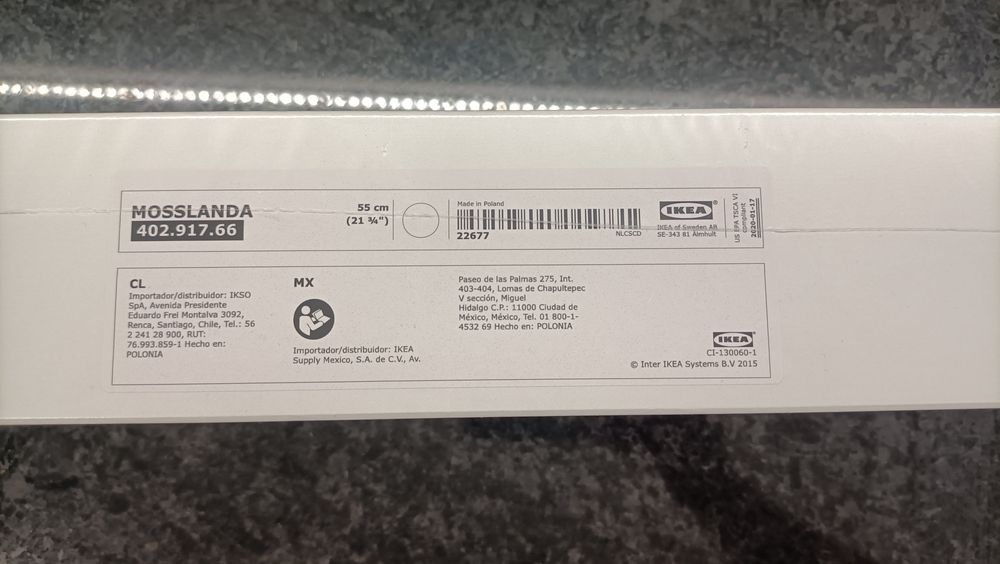 MOSSLANDA
402.917.66
55 cm
(21 ¾")
Made in Poland
22677
NLCSCD
IKEA®
IKEA of Sweden AB
SE-343 81 Älmhult
US EPA TSCA VI
compliant
2020-01-17
CL
Importador/distribuidor: IKSO
SpA, Avenida Presidente
Eduardo Frei Montalva 3092,
Renca, Santiago, Chile, Tel.: 56
2 241 28 900, RUT:
76.993.859-1 Hecho en:
POLONIA
MX
Importador/distribuidor: IKEA
Supply Mexico, S.A. de C.V., Av.
Paseo de las Palmas 275, Int.
403-404, Lomas de Chapultepec
V sección, Miguel
Hidalgo C.P.: 11000 Ciudad de
México, México, Tel. 01 800-1-
4532 69 Hecho en: POLONIA
IKEA®
CI-130060-1
© Inter IKEA Systems B.V 2015